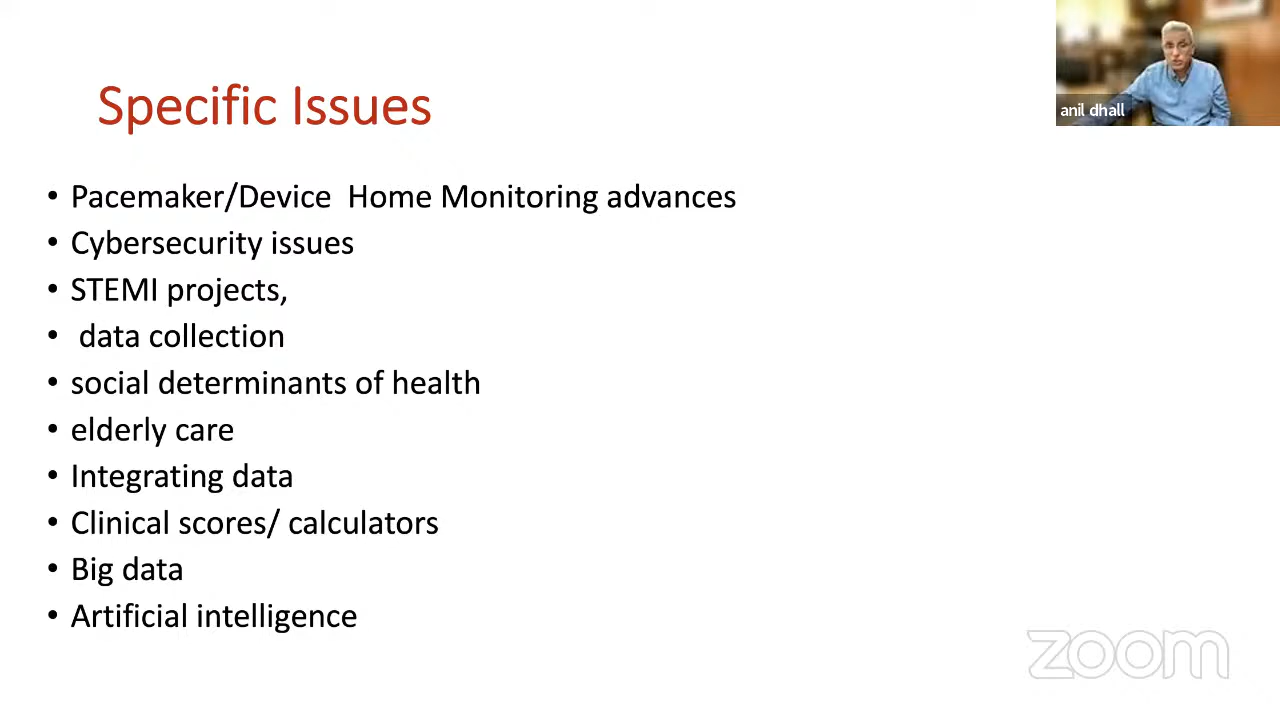 Specific Issues
anil dhall
• Pacemaker/Device  Home Monitoring advances
• Cybersecurity issues
• STEMI projects,
•  data collection
• social determinants of health
• elderly care
• Integrating data
• Clinical scores/ calculators
• Big data
• Artificial intelligence
zoom